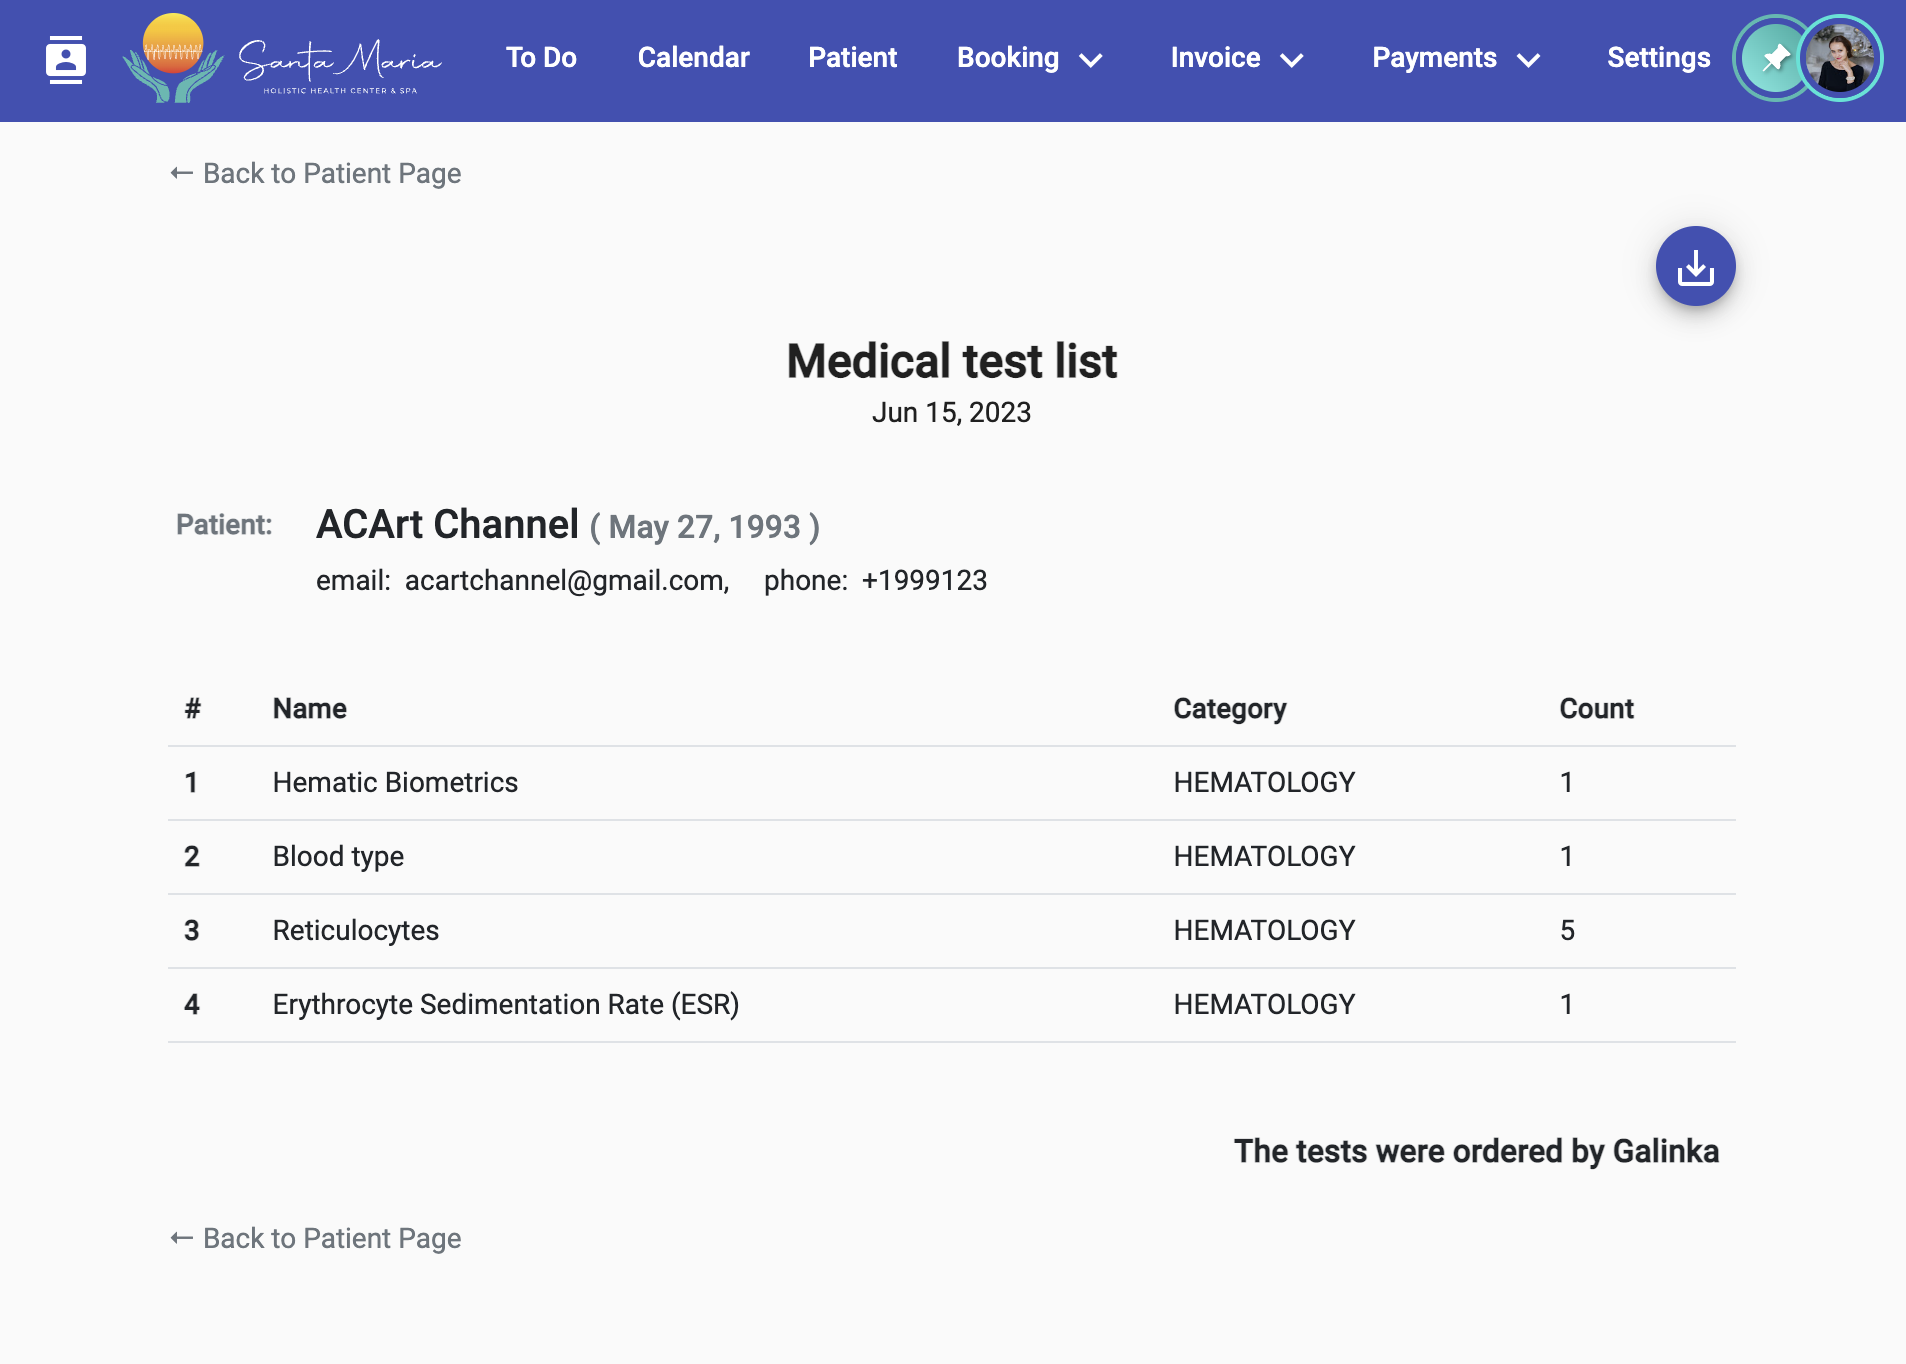 Santa Maria
HOLISTIC HEALTH CENTER & SPA
To Do Calendar Patient Booking Invoice Payments Settings
← Back to Patient Page
Medical test list
Jun 15, 2023
Patient: ACArt Channel ( May 27, 1993 )
email: acartchannel@gmail.com, phone: +1999123
# Name Category Count
1 Hematic Biometrics HEMATOLOGY 1
2 Blood type HEMATOLOGY 1
3 Reticulocytes HEMATOLOGY 5
4 Erythrocyte Sedimentation Rate (ESR) HEMATOLOGY 1
The tests were ordered by Galinka
← Back to Patient Page